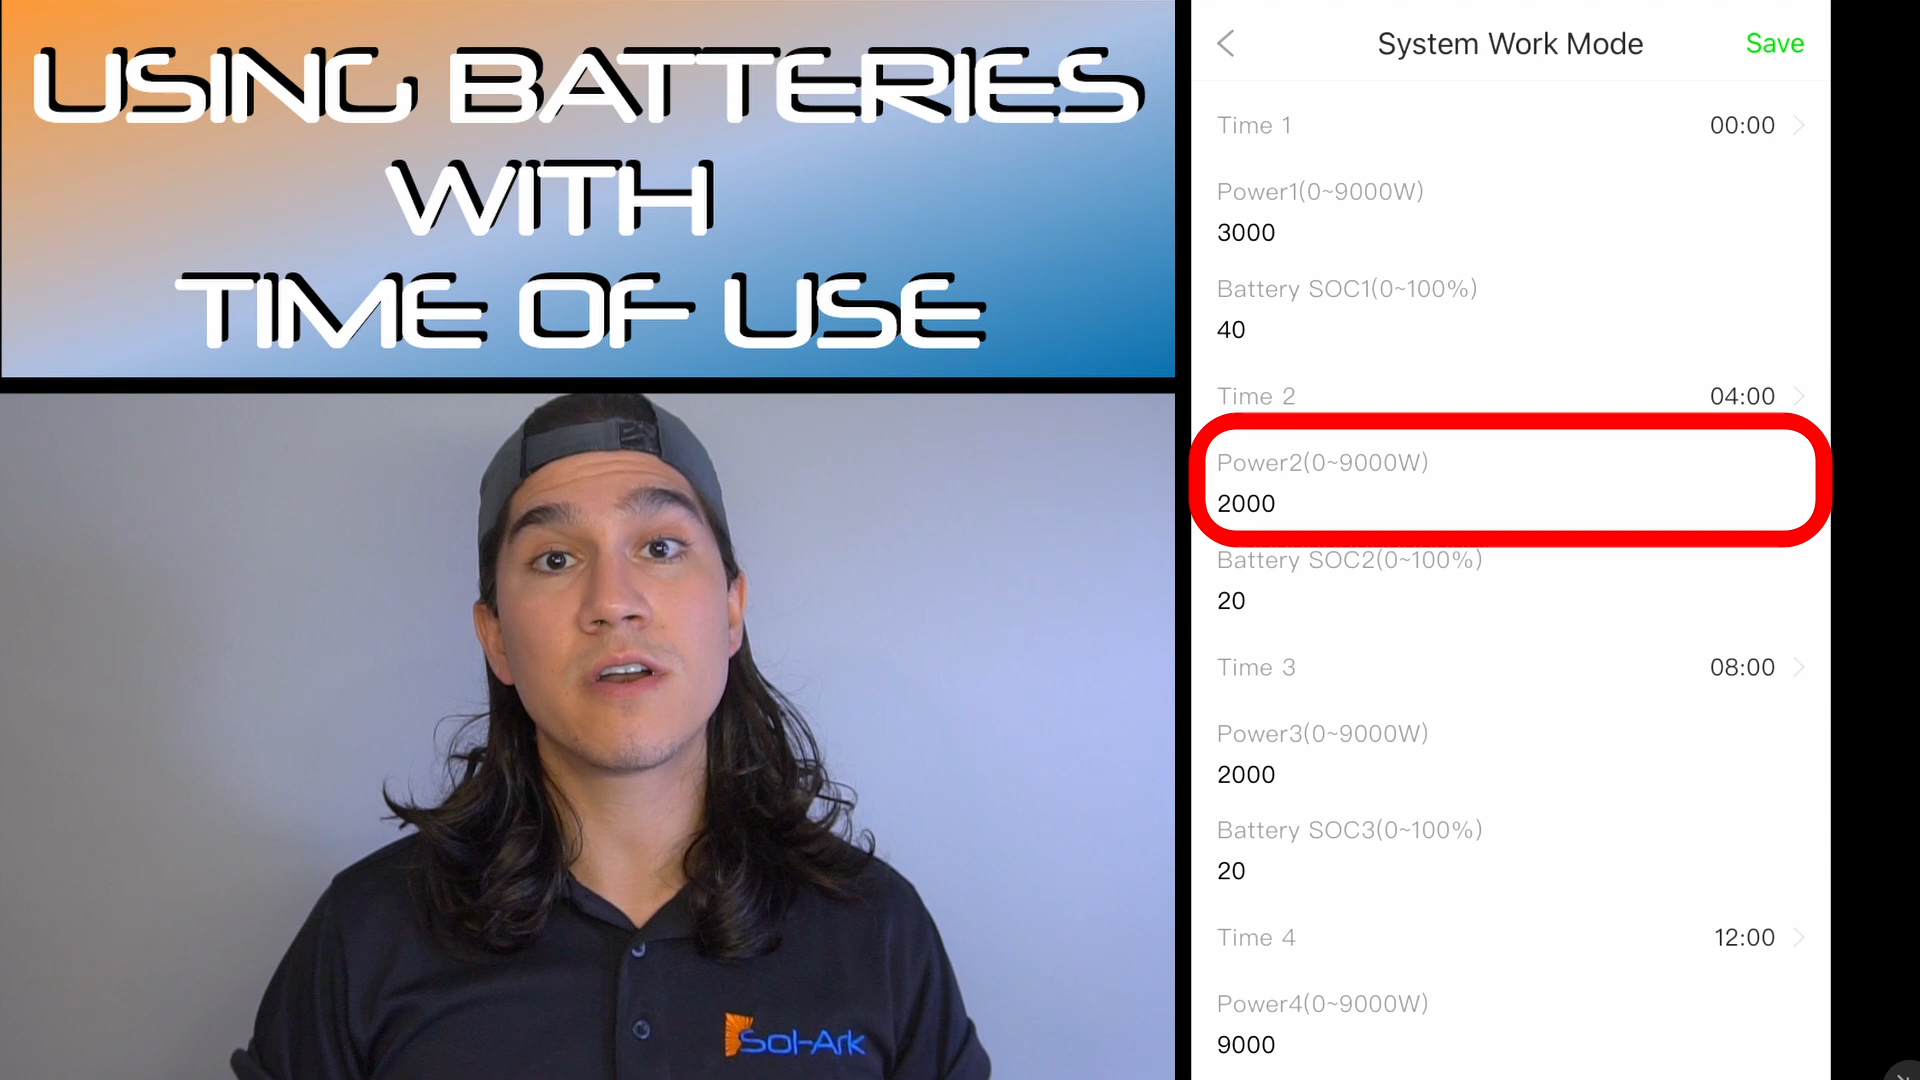 USING BATTERIES
WITH
TIME OF USE
Sol-Ark
System Work Mode
Save
Time 1
00:00
Power1(0~9000W)
3000
Battery SOC1(0~100%)
40
Time 2
04:00
Power2(0~9000W)
2000
Battery SOC2(0~100%)
20
Time 3
08:00
Power3(0~9000W)
2000
Battery SOC3(0~100%)
20
Time 4
12:00
Power4(0~9000W)
9000